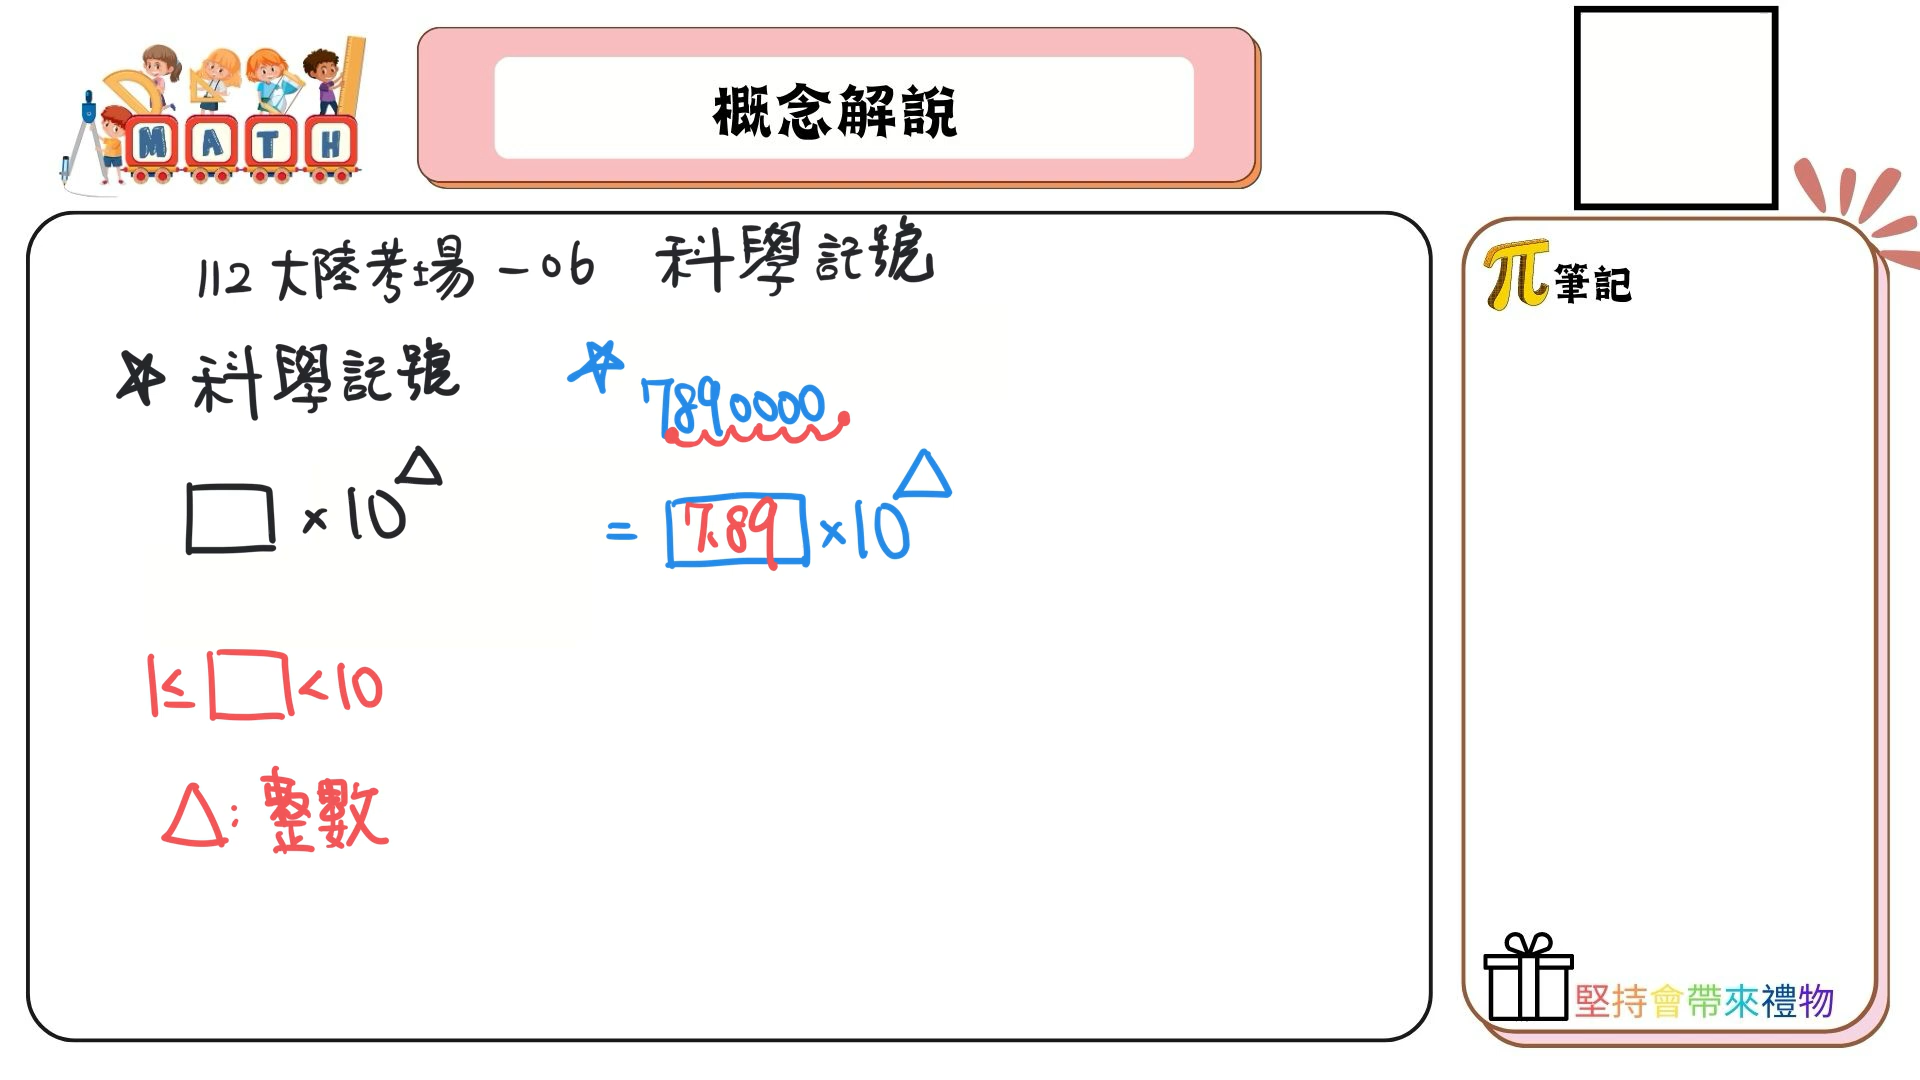 MATH
概念解說
112 大陸考場 -06 科學記號
☆ 科學記號
☆ 7890000
□ × 10^△
= 7.89 × 10^△
1 ≤ □ < 10
△: 整數
π筆記
堅持會帶來禮物